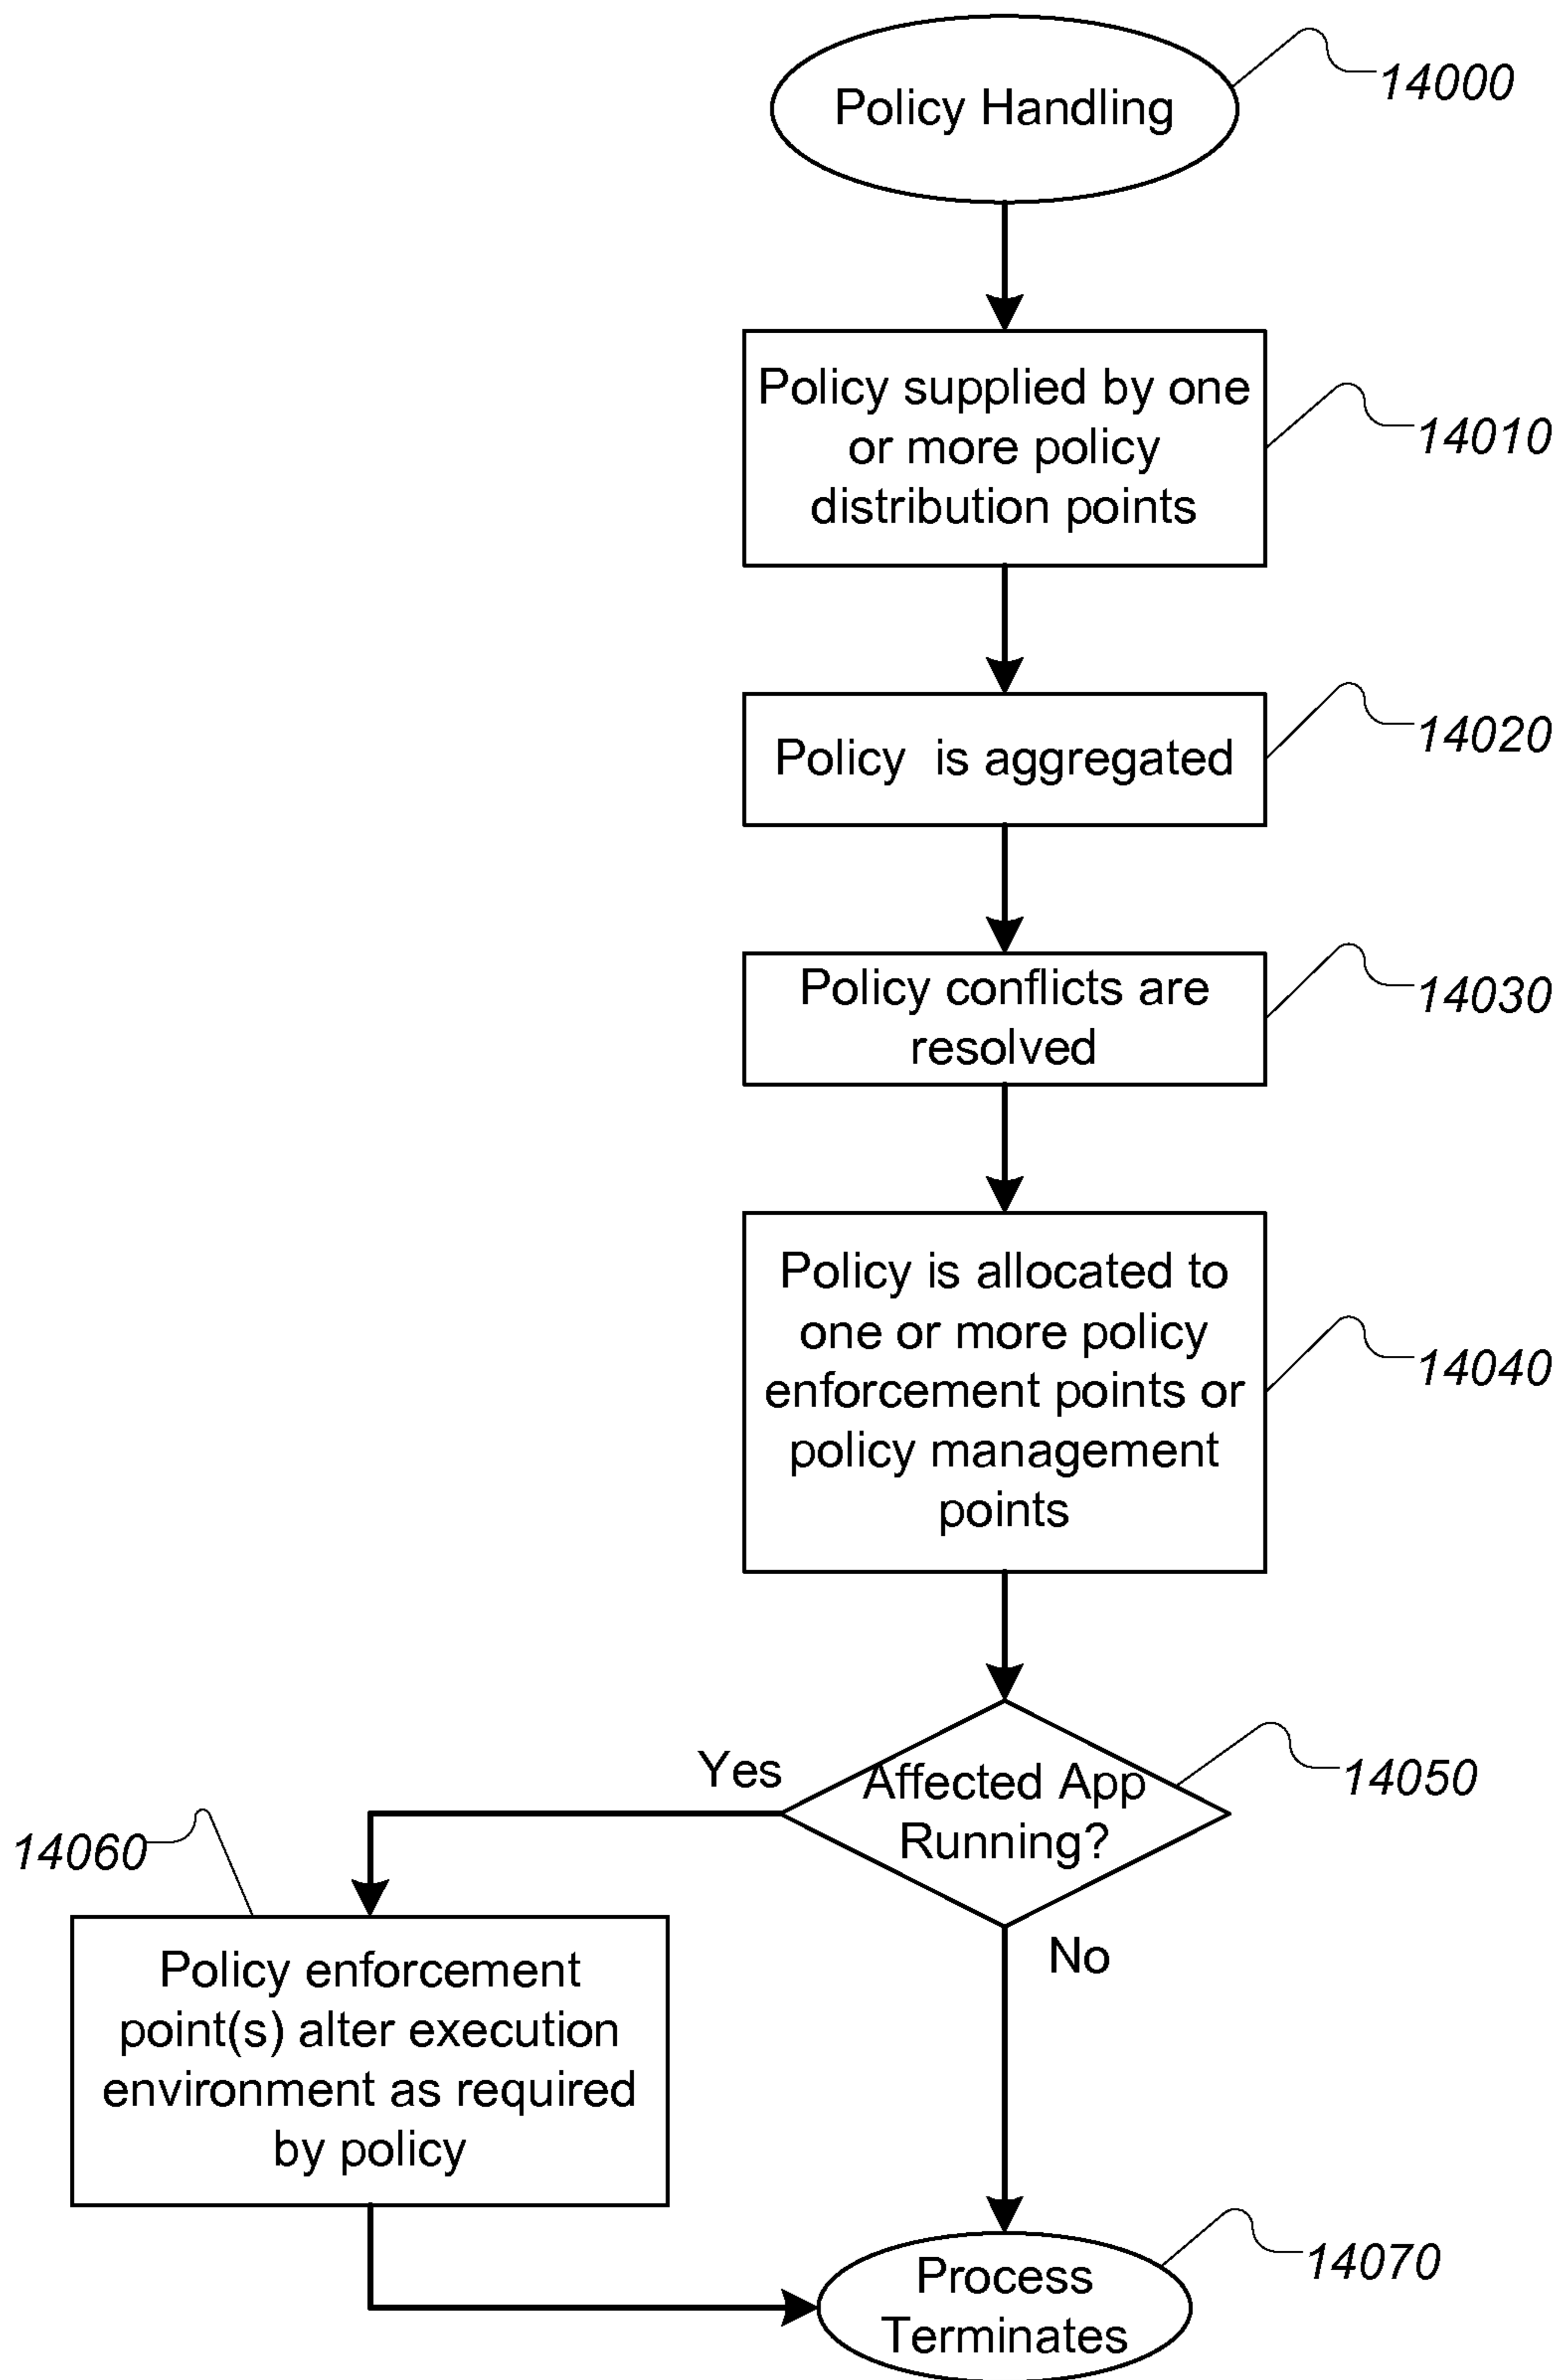 Policy Handling
14000
Policy supplied by one
or more policy
distribution points
14010
Policy is aggregated
14020
Policy conflicts are
resolved
14030
Policy is allocated to
one or more policy
enforcement points or
policy management
points
14040
Yes
Affected App
Running?
14050
14060
No
Policy enforcement
point(s) alter execution
environment as required
by policy
Process
Terminates
14070